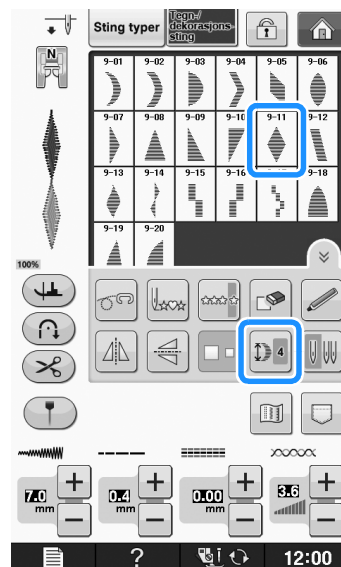 Sting typer
Tegn-/
dekorasjons-
sting
N
9-01 9-02 9-03 9-04 9-05 9-06
9-07 9-08 9-09 9-10 9-11 9-12
9-13 9-14 9-15 9-16 9-18
9-19 9-20
100%
4
7.0
mm
0.4
mm
0.00
mm
3.6
?
12:00